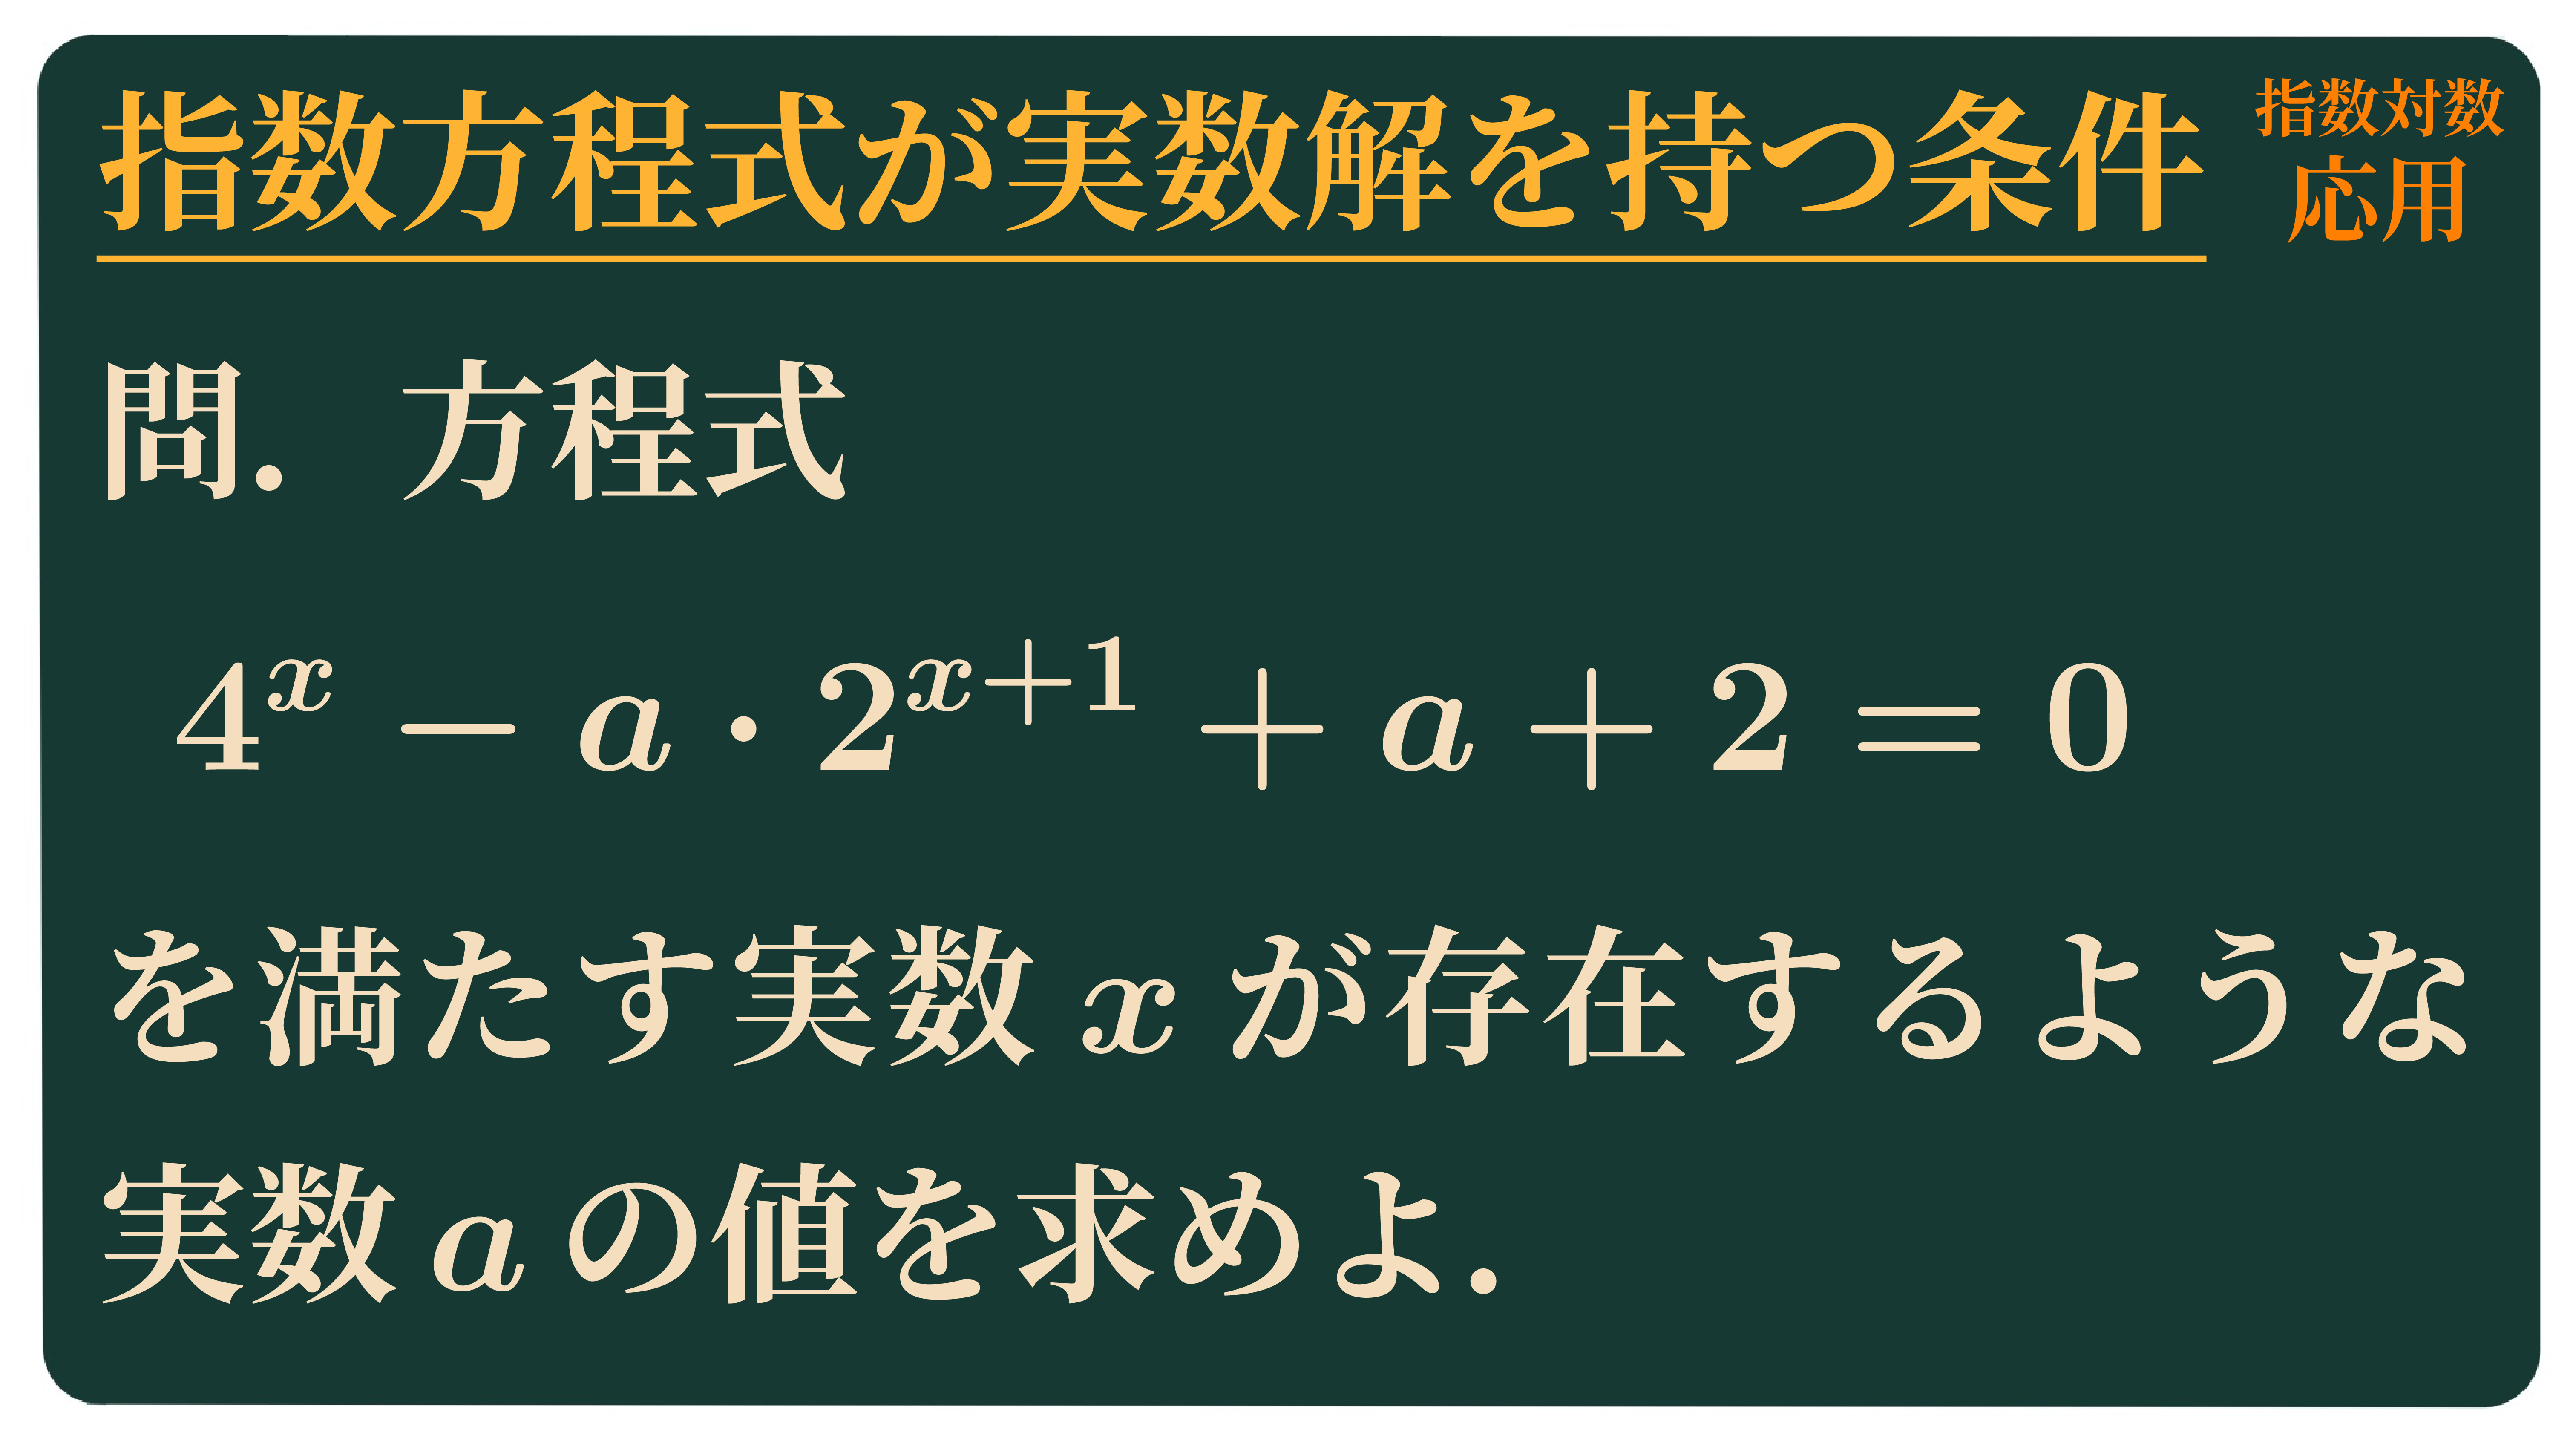 指数方程式が実数解を持つ条件
指数対数
応用
問. 方程式
4^x − a · 2^{x+1} + a + 2 = 0
を満たす実数 x が存在するような
実数 a の値を求めよ.